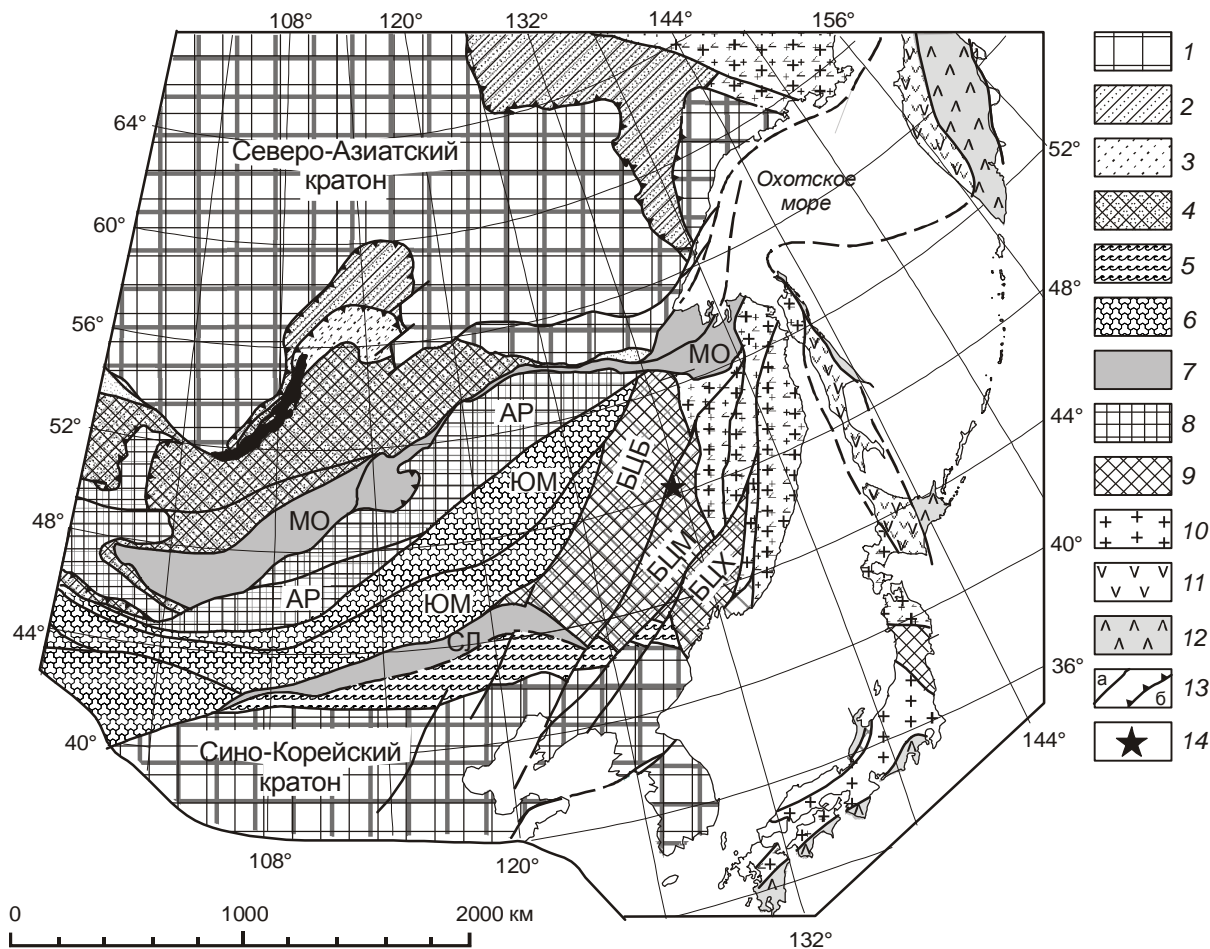 108°
120°
132°
144°
156°
64°
60°
56°
52°
48°
44°
40°
Северо-Азиатский
кратон
Охотское
море
52°
48°
44°
40°
36°
144°
МО
АР
ЮМ
БЦБ
МО
БЦМ
БЦХ
АР
ЮМ
СЛ
Сино-Корейский
кратон
108°
120°
132°
0
1000
2000 км
1
2
3
4
5
6
7
8
9
10
11
12
а
б
13
14